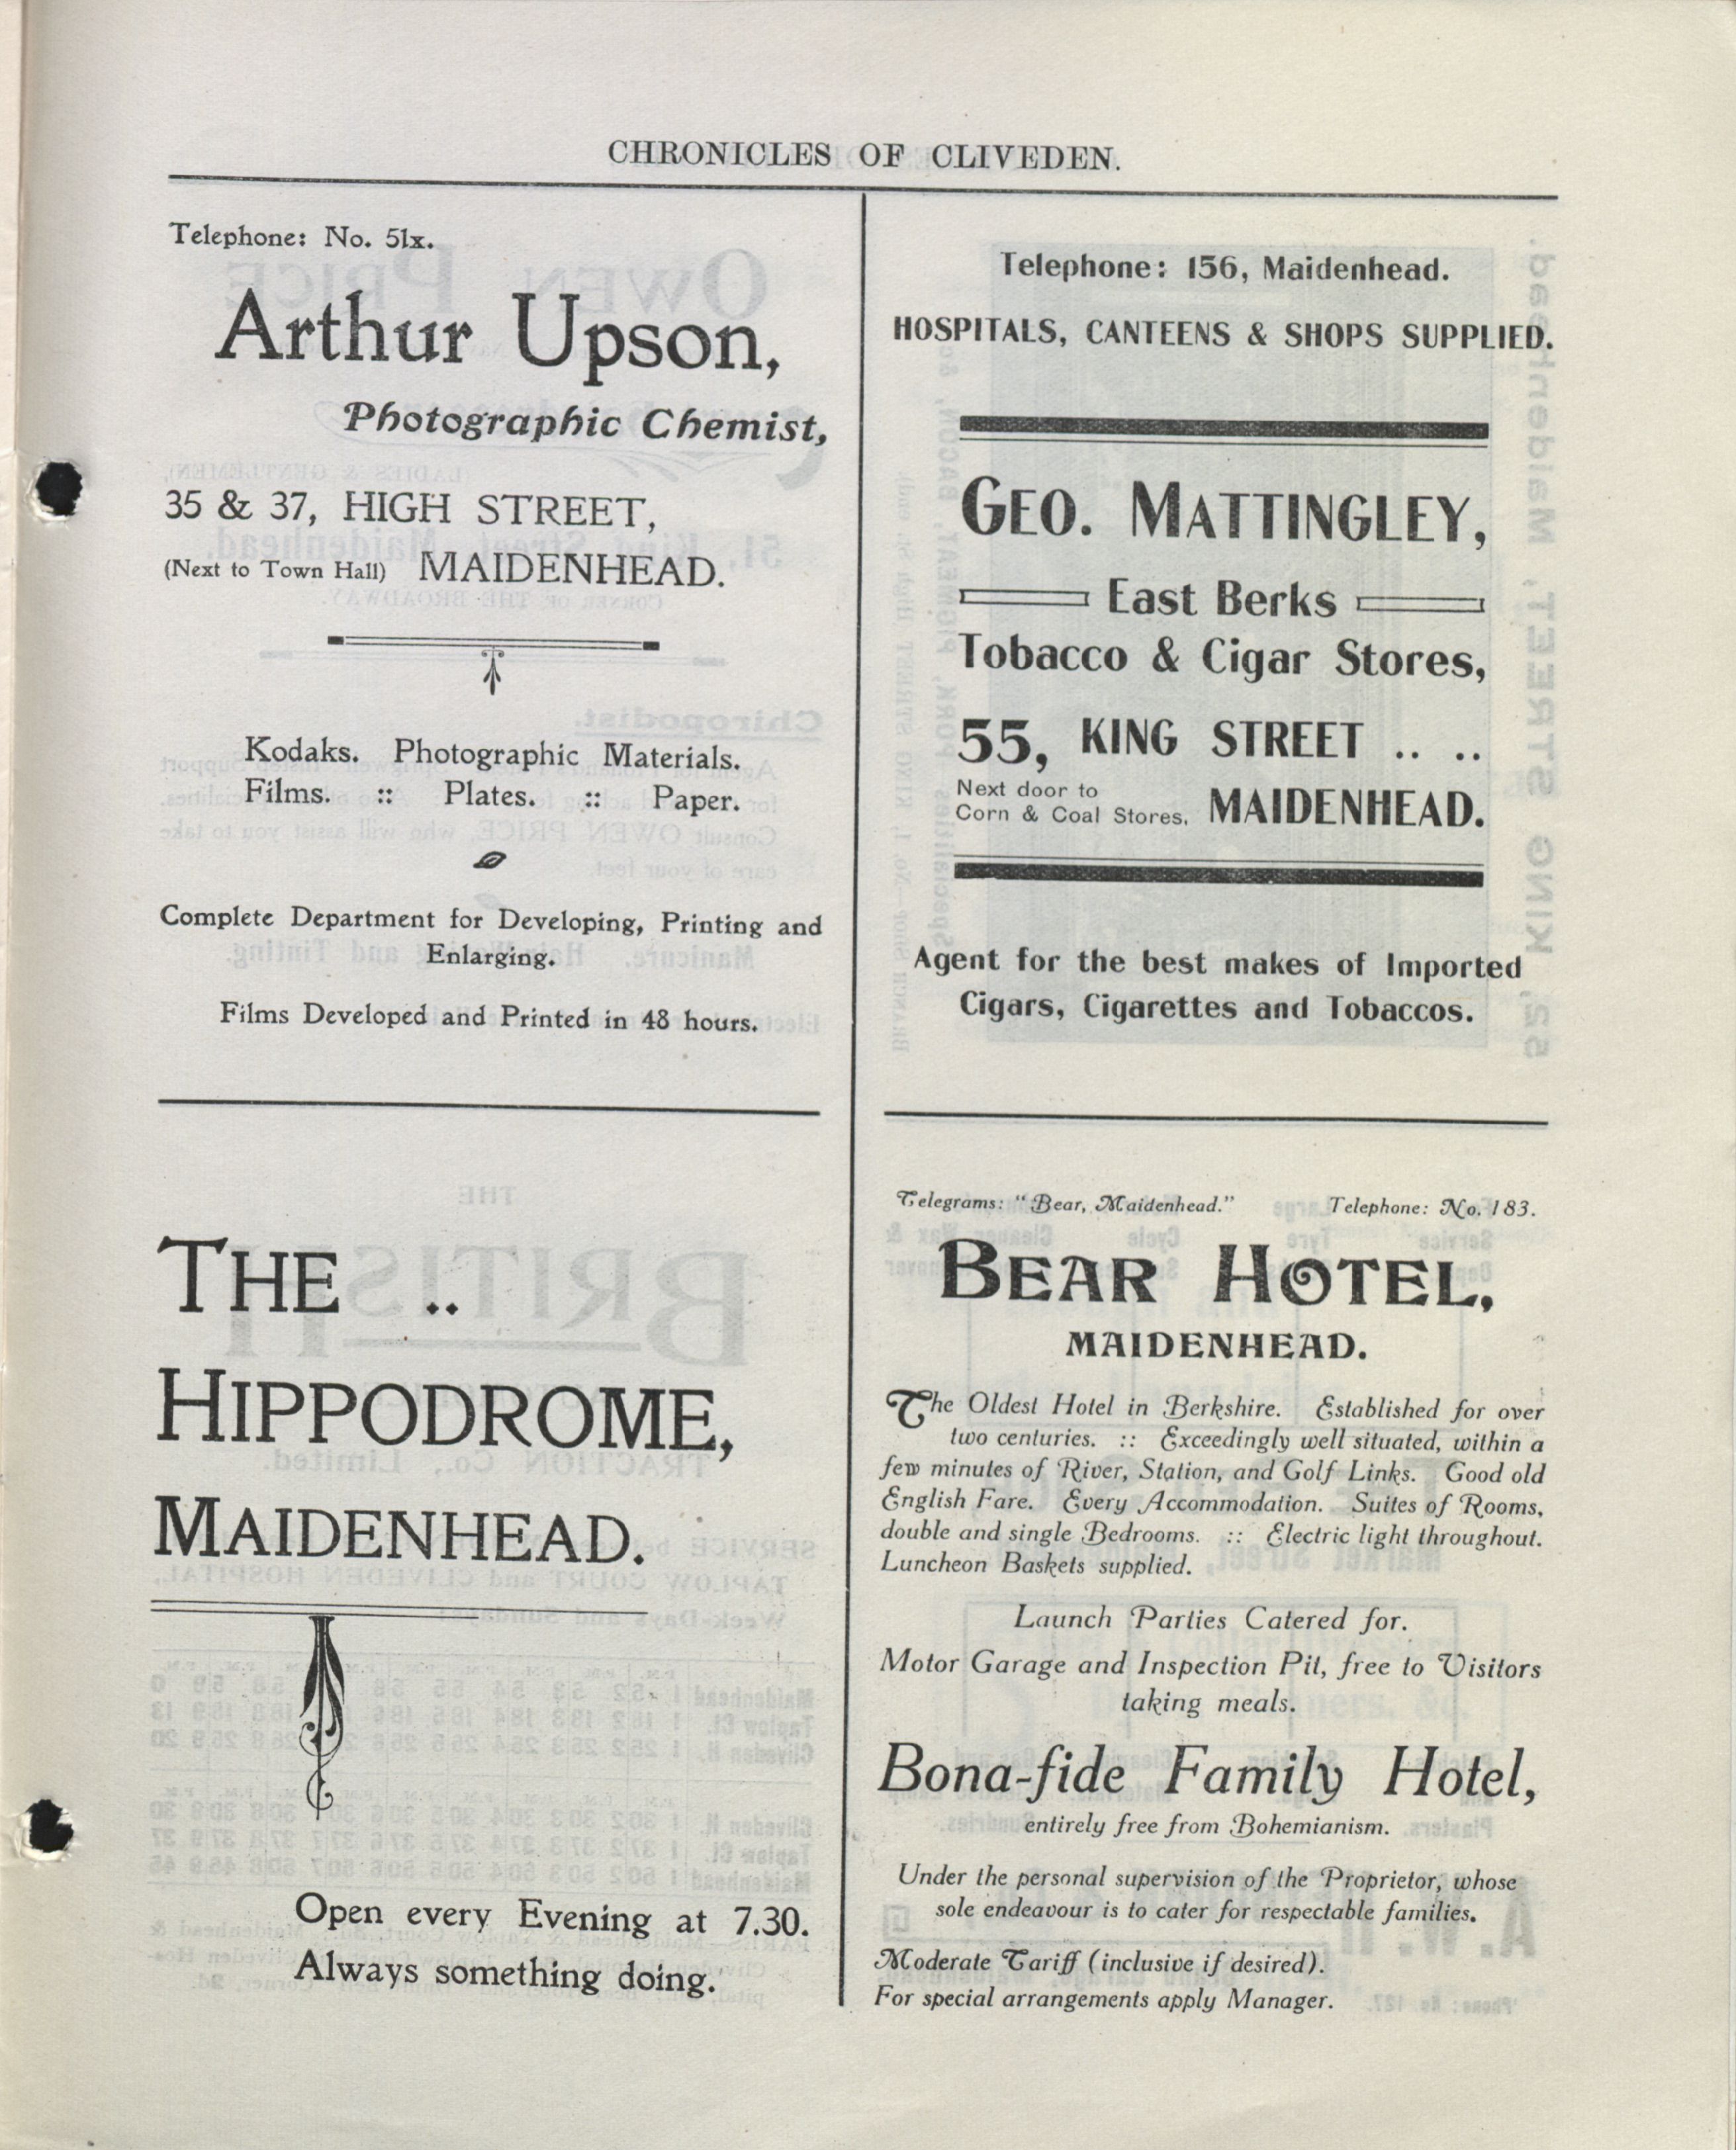 CHRONICLES OF CLIVEDEN.
Telephone: No. 51x.
Arthur Upson,
Photographic Chemist,
35 & 37, HIGH STREET,
(Next to Town Hall) MAIDENHEAD.
Kodaks. Photographic Materials.
Films. :: Plates. :: Paper.
Complete Department for Developing, Printing and
Enlarging.
Films Developed and Printed in 48 hours.
Telephone: 156, Maidenhead.
HOSPITALS, CANTEENS & SHOPS SUPPLIED.
GEO. MATTINGLEY,
East Berks
Tobacco & Cigar Stores,
55, KING STREET .. ..
Next door to
Corn & Coal Stores, MAIDENHEAD.
Agent for the best makes of Imported
Cigars, Cigarettes and Tobaccos.
THE ..
HIPPODROME,
MAIDENHEAD.
Open every Evening at 7.30.
Always something doing.
Telegrams: "Bear, Maidenhead." Telephone: No. 183.
BEAR HOTEL,
MAIDENHEAD.
The Oldest Hotel in Berkshire. Established for over
two centuries. :: Exceedingly well situated, within a
few minutes of River, Station, and Golf Links. Good old
English Fare. Every Accommodation. Suites of Rooms,
double and single Bedrooms. :: Electric light throughout.
Luncheon Baskets supplied.
Launch Parties Catered for.
Motor Garage and Inspection Pit, free to Visitors
taking meals.
Bona-fide Family Hotel,
entirely free from Bohemianism.
Under the personal supervision of the Proprietor, whose
sole endeavour is to cater for respectable families.
Moderate Tariff (inclusive if desired).
For special arrangements apply Manager.